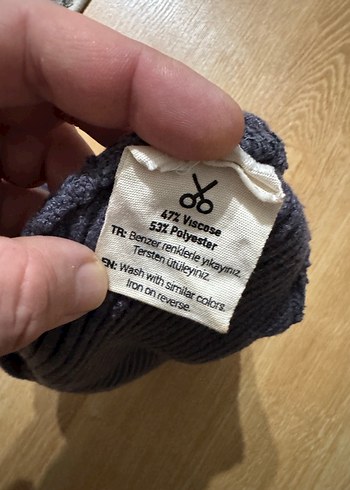 47% Viscose
53% Polyester
TR: Benzer renklerle yıkayınız.
Tersten ütüleyiniz.
EN: Wash with similar colors.
Iron on reverse.